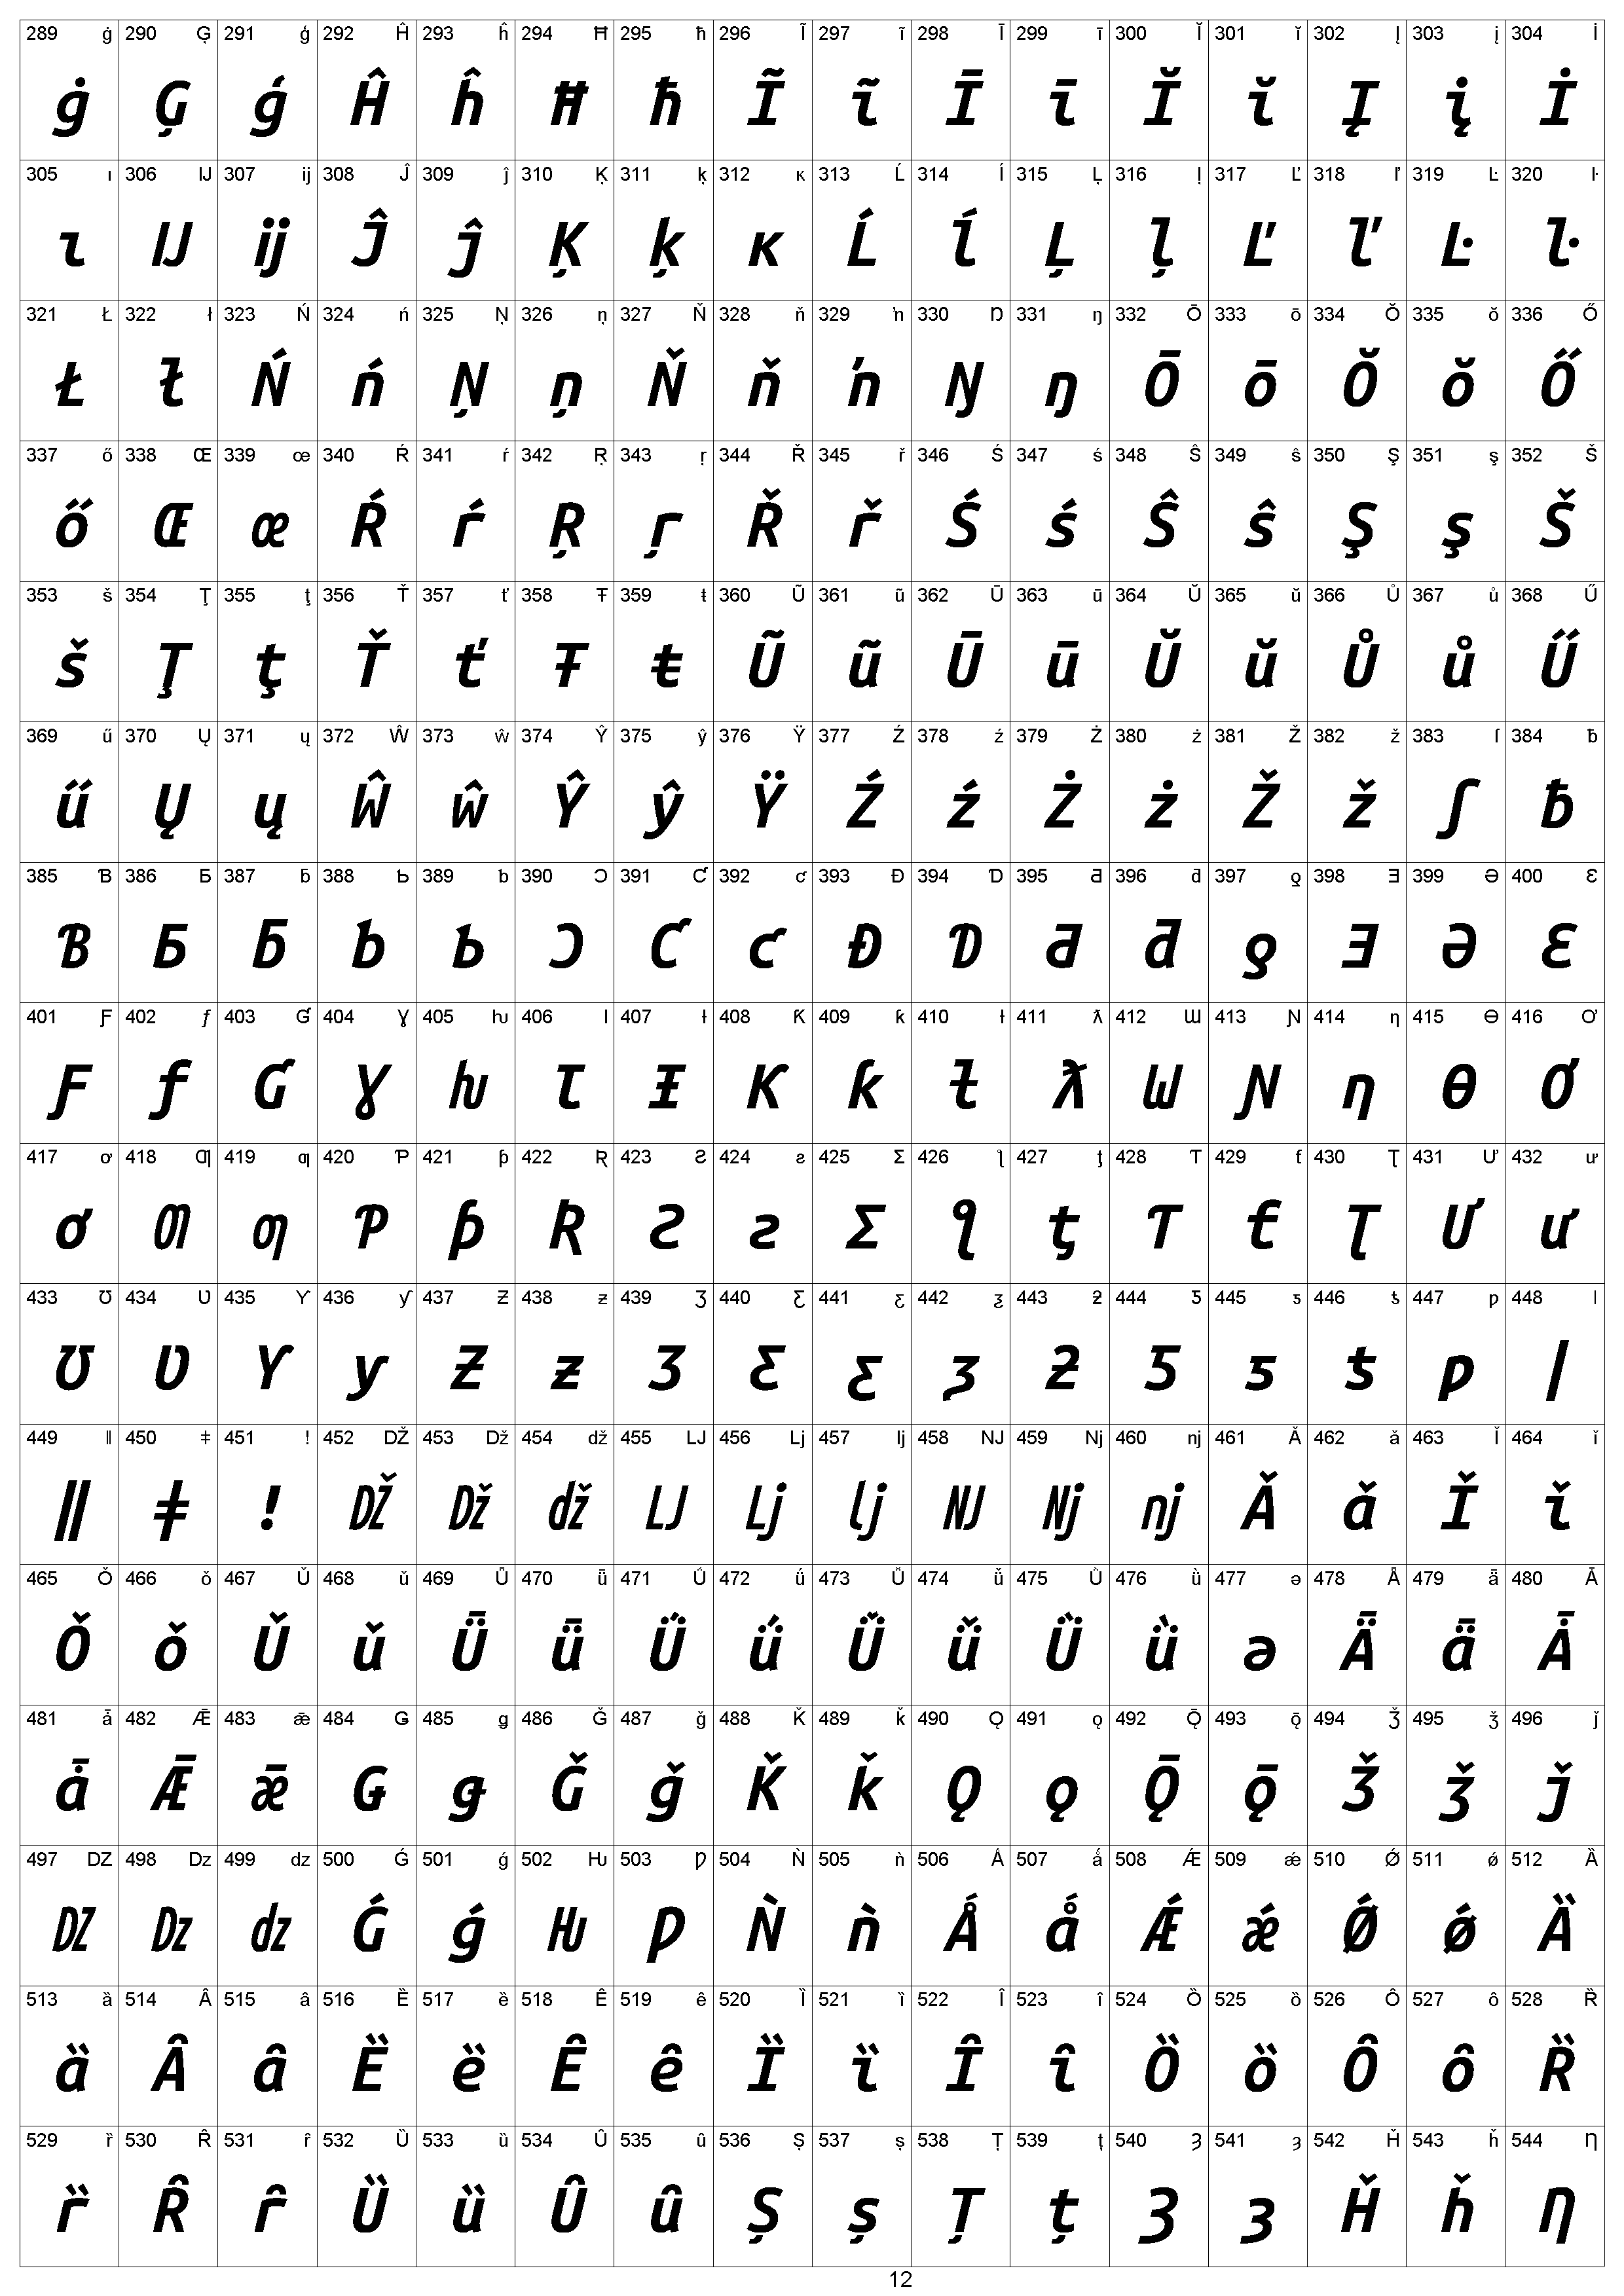 289 ġ 290 Ģ 291 ģ 292 Ĥ 293 ĥ 294 Ħ 295 ħ 296 Ĩ 297 ĩ 298 Ī 299 ī 300 Ĭ 301 ĭ 302 Į 303 į 304 İ
ġ Ģ ģ Ĥ ĥ Ħ ħ Ĩ ĩ Ī ī Ĭ ĭ Į į İ
305 ı 306 Ĳ 307 ĳ 308 Ĵ 309 ĵ 310 Ķ 311 ķ 312 ĸ 313 Ĺ 314 ĺ 315 Ļ 316 ļ 317 Ľ 318 ľ 319 Ŀ 320 ŀ
ı Ĳ ĳ Ĵ ĵ Ķ ķ ĸ Ĺ ĺ Ļ ļ Ľ ľ Ŀ ŀ
321 Ł 322 ł 323 Ń 324 ń 325 Ņ 326 ņ 327 Ň 328 ň 329 ŉ 330 Ŋ 331 ŋ 332 Ō 333 ō 334 Ŏ 335 ŏ 336 Ő
Ł ł Ń ń Ņ ņ Ň ň ŉ Ŋ ŋ Ō ō Ŏ ŏ Ő
337 ő 338 Œ 339 œ 340 Ŕ 341 ŕ 342 Ŗ 343 ŗ 344 Ř 345 ř 346 Ś 347 ś 348 Ŝ 349 ŝ 350 Ş 351 ş 352 Š
ő Œ œ Ŕ ŕ Ŗ ŗ Ř ř Ś ś Ŝ ŝ Ş ş Š
353 š 354 Ţ 355 ţ 356 Ť 357 ť 358 Ŧ 359 ŧ 360 Ũ 361 ũ 362 Ū 363 ū 364 Ŭ 365 ŭ 366 Ů 367 ů 368 Ű
š Ţ ţ Ť ť Ŧ ŧ Ũ ũ Ū ū Ŭ ŭ Ů ů Ű
369 ű 370 Ų 371 ų 372 Ŵ 373 ŵ 374 Ŷ 375 ŷ 376 Ÿ 377 Ź 378 ź 379 Ż 380 ż 381 Ž 382 ž 383 ſ 384 ƀ
ű Ų ų Ŵ ŵ Ŷ ŷ Ÿ Ź ź Ż ż Ž ž ſ ƀ
385 Ɓ 386 Ƃ 387 ƃ 388 Ƅ 389 ƅ 390 Ɔ 391 Ƈ 392 ƈ 393 Ɖ 394 Ɗ 395 Ƌ 396 ƌ 397 ƍ 398 Ǝ 399 Ə 400 Ɛ
Ɓ Ƃ ƃ Ƅ ƅ Ɔ Ƈ ƈ Ɖ Ɗ Ƌ ƌ ƍ Ǝ Ə Ɛ
401 Ƒ 402 ƒ 403 Ɠ 404 Ɣ 405 ƕ 406 Ɩ 407 Ɨ 408 Ƙ 409 ƙ 410 ƚ 411 ƛ 412 Ɯ 413 Ɲ 414 ƞ 415 Ɵ 416 Ơ
Ƒ ƒ Ɠ Ɣ ƕ Ɩ Ɨ Ƙ ƙ ƚ ƛ Ɯ Ɲ ƞ Ɵ Ơ
417 ơ 418 Ƣ 419 ƣ 420 Ƥ 421 ƥ 422 Ʀ 423 Ƨ 424 ƨ 425 Ʃ 426 ƪ 427 ƫ 428 Ƭ 429 ƭ 430 Ʈ 431 Ư 432 ư
ơ Ƣ ƣ Ƥ ƥ Ʀ Ƨ ƨ Ʃ ƪ ƫ Ƭ ƭ Ʈ Ư ư
433 Ʊ 434 Ʋ 435 Ƴ 436 ƴ 437 Ƶ 438 ƶ 439 Ʒ 440 Ƹ 441 ƹ 442 ƺ 443 ƻ 444 Ƽ 445 ƽ 446 ƾ 447 ƿ 448 ǀ
Ʊ Ʋ Ƴ ƴ Ƶ ƶ Ʒ Ƹ ƹ ƺ ƻ Ƽ ƽ ƾ ƿ ǀ
449 ǁ 450 ǂ 451 ǃ 452 Ǆ 453 ǅ 454 ǆ 455 Ǉ 456 ǈ 457 ǉ 458 Ǌ 459 ǋ 460 ǌ 461 Ǎ 462 ǎ 463 Ǐ 464 ǐ
ǁ ǂ ǃ Ǆ ǅ ǆ Ǉ ǈ ǉ Ǌ ǋ ǌ Ǎ ǎ Ǐ ǐ
465 Ǒ 466 ǒ 467 Ǔ 468 ǔ 469 Ǖ 470 ǖ 471 Ǘ 472 ǘ 473 Ǚ 474 ǚ 475 Ǜ 476 ǜ 477 ǝ 478 Ǟ 479 ǟ 480 Ǡ
Ǒ ǒ Ǔ ǔ Ǖ ǖ Ǘ ǘ Ǚ ǚ Ǜ ǜ ǝ Ǟ ǟ Ǡ
481 ǡ 482 Ǣ 483 ǣ 484 Ǥ 485 ǥ 486 Ǧ 487 ǧ 488 Ǩ 489 ǩ 490 Ǫ 491 ǫ 492 Ǭ 493 ǭ 494 Ǯ 495 ǯ 496 ǰ
ǡ Ǣ ǣ Ǥ ǥ Ǧ ǧ Ǩ ǩ Ǫ ǫ Ǭ ǭ Ǯ ǯ ǰ
497 Ǳ 498 ǲ 499 ǳ 500 Ǵ 501 ǵ 502 Ƕ 503 Ƿ 504 Ǹ 505 ǹ 506 Ǻ 507 ǻ 508 Ǽ 509 ǽ 510 Ǿ 511 ǿ 512 Ȁ
Ǳ ǲ ǳ Ǵ ǵ Ƕ Ƿ Ǹ ǹ Ǻ ǻ Ǽ ǽ Ǿ ǿ Ȁ
513 ȁ 514 Ȃ 515 ȃ 516 Ȅ 517 ȅ 518 Ȇ 519 ȇ 520 Ȉ 521 ȉ 522 Ȋ 523 ȋ 524 Ȍ 525 ȍ 526 Ȏ 527 ȏ 528 Ȑ
ȁ Ȃ ȃ Ȅ ȅ Ȇ ȇ Ȉ ȉ Ȋ ȋ Ȍ ȍ Ȏ ȏ Ȑ
529 ȑ 530 Ȓ 531 ȓ 532 Ȕ 533 ȕ 534 Ȗ 535 ȗ 536 Ș 537 ș 538 Ț 539 ț 540 Ȝ 541 ȝ 542 Ȟ 543 ȟ 544 Ƞ
ȑ Ȓ ȓ Ȕ ȕ Ȗ ȗ Ș ș Ț ț Ȝ ȝ Ȟ ȟ Ƞ
12